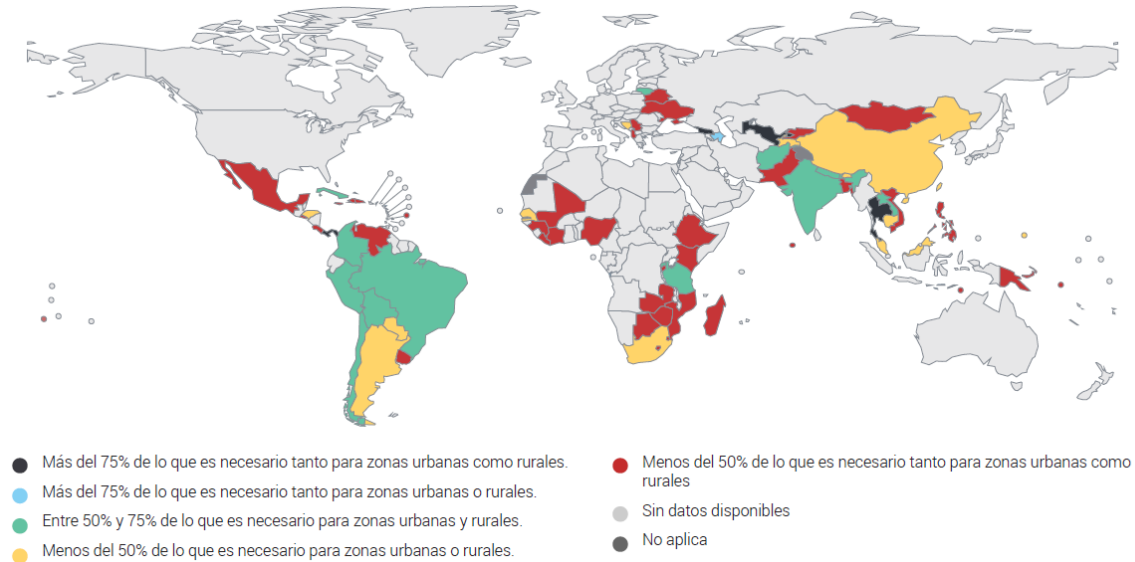 Más del 75% de lo que es necesario tanto para zonas urbanas como rurales.
Más del 75% de lo que es necesario tanto para zonas urbanas o rurales.
Entre 50% y 75% de lo que es necesario para zonas urbanas y rurales.
Menos del 50% de lo que es necesario para zonas urbanas o rurales.
Menos del 50% de lo que es necesario tanto para zonas urbanas como
rurales
Sin datos disponibles
No aplica